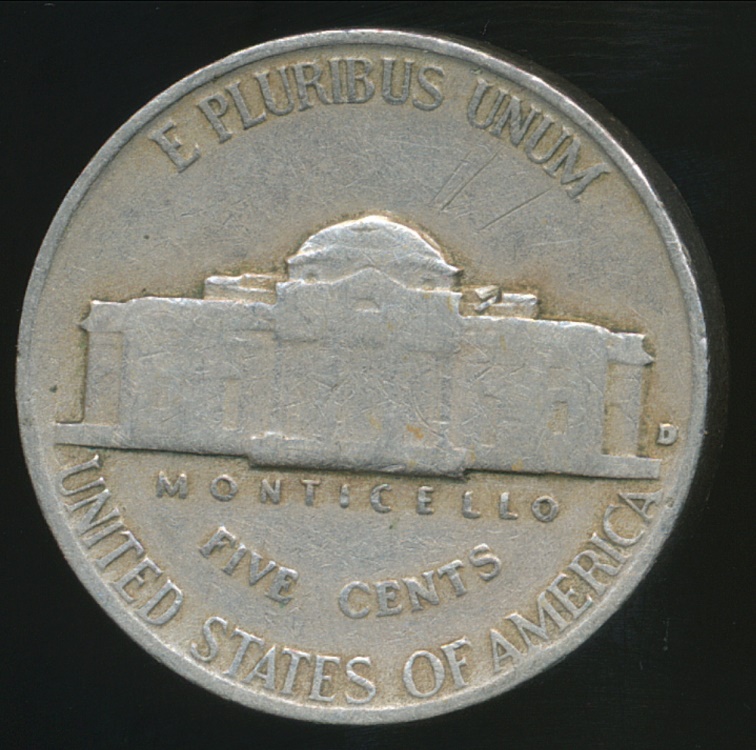 E PLURIBUS UNUM
D
MONTICELLO
FIVE CENTS
UNITED STATES OF AMERICA